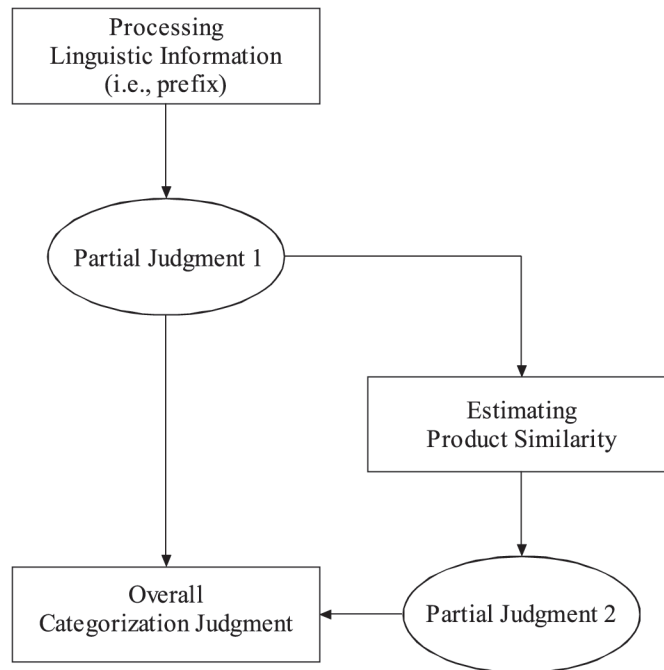 Processing
Linguistic Information
(i.e., prefix)
Partial Judgment 1
Estimating
Product Similarity
Overall
Categorization Judgment
Partial Judgment 2